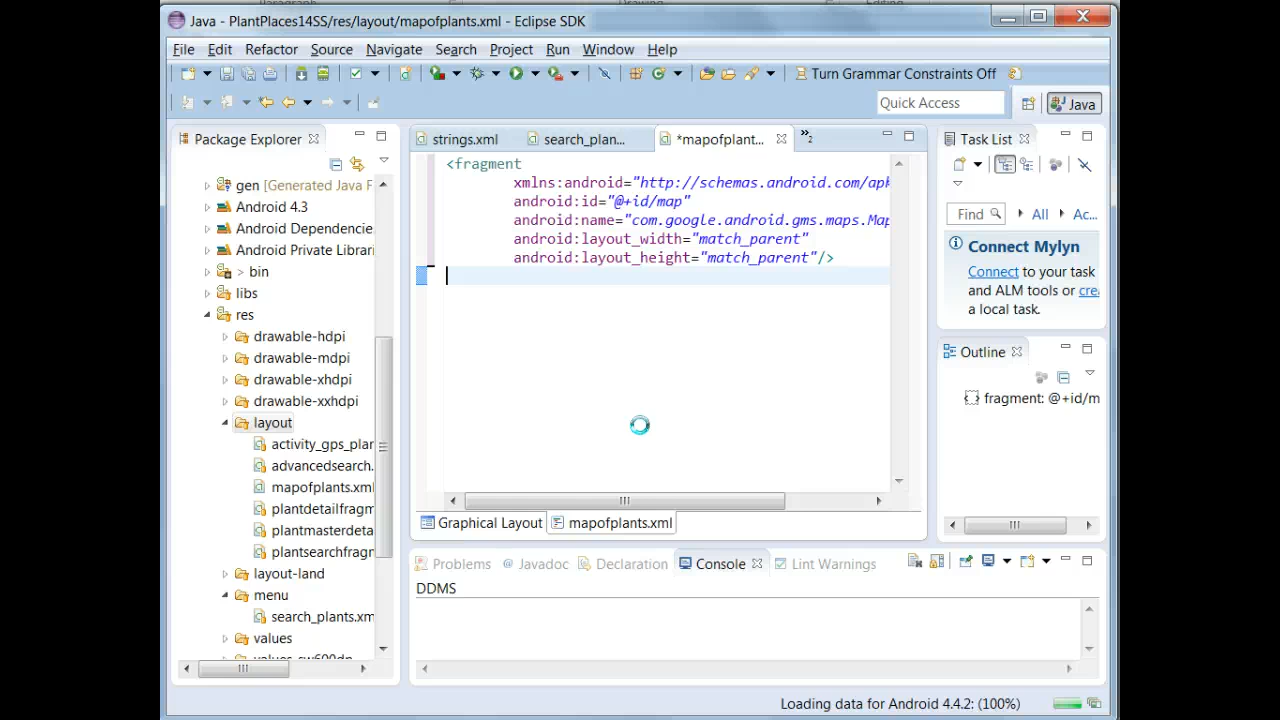 Java - PlantPlaces14SS/res/layout/mapofplants.xml - Eclipse SDK
File Edit Refactor Source Navigate Search Project Run Window Help
Turn Grammar Constraints Off
Quick Access
Java
Package Explorer
gen [Generated Java F
Android 4.3
Android Dependencie
Android Private Librari
> bin
libs
res
drawable-hdpi
drawable-mdpi
drawable-xhdpi
drawable-xxhdpi
layout
activity_gps_plan
advancedsearch.
mapofplants.xml
plantdetailfragm
plantmasterdeta
plantsearchfragm
layout-land
menu
search_plants.xm
values
strings.xml
search_plan...
*mapofplant...
2
<fragment
xmlns:android="http://schemas.android.com/apk
android:id="@+id/map"
android:name="com.google.android.gms.maps.Map
android:layout_width="match_parent"
android:layout_height="match_parent"/>
Graphical Layout
mapofplants.xml
Task List
Find
All
Ac...
Connect Mylyn
Connect to your task
and ALM tools or crea
a local task.
Outline
fragment: @+id/m
Problems
Javadoc
Declaration
Console
Lint Warnings
DDMS
Loading data for Android 4.4.2: (100%)